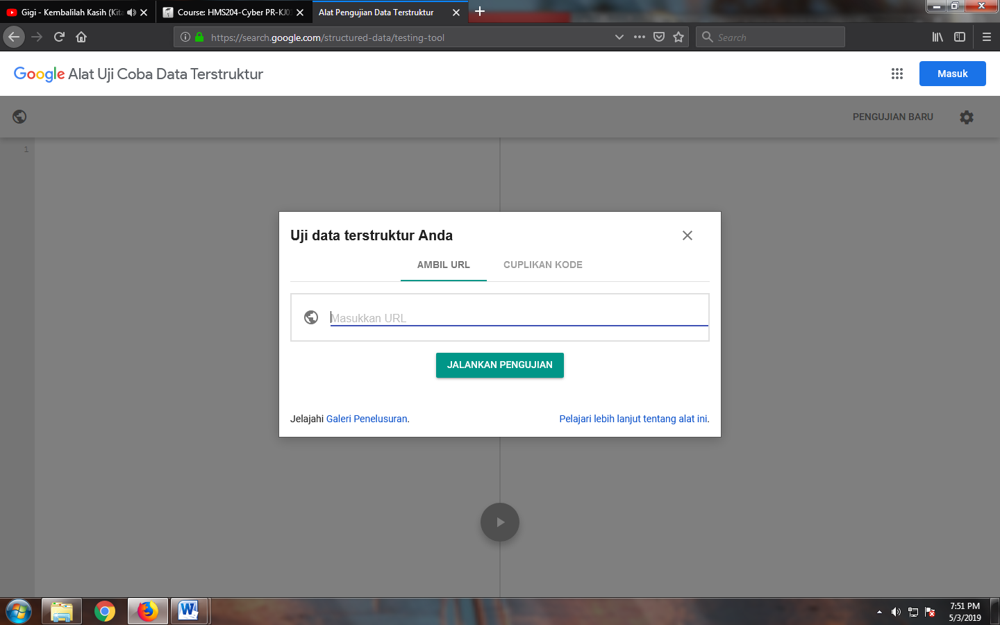 Gigi - Kembalilah Kasih (Kita
Course: HMS204-Cyber PR-KJ0
Alat Pengujian Data Terstruktur
https://search.google.com/structured-data/testing-tool
Search
Google Alat Uji Coba Data Terstruktur
Masuk
PENGUJIAN BARU
1
Uji data terstruktur Anda
AMBIL URL
CUPLIKAN KODE
Masukkan URL
JALANKAN PENGUJIAN
Jelajahi Galeri Penelusuran.
Pelajari lebih lanjut tentang alat ini.
7:51 PM
5/3/2019